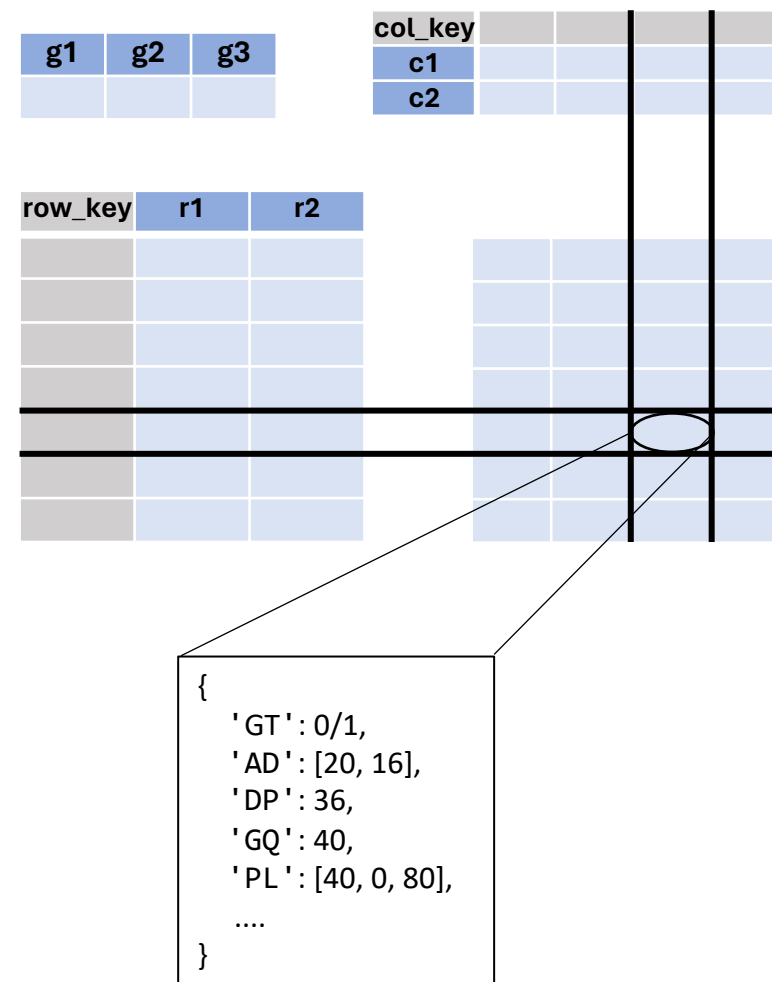 g1 g2 g3
col_key
c1
c2
row_key r1 r2
{
'GT': 0/1,
'AD': [20, 16],
'DP': 36,
'GQ': 40,
'PL': [40, 0, 80],
....
}